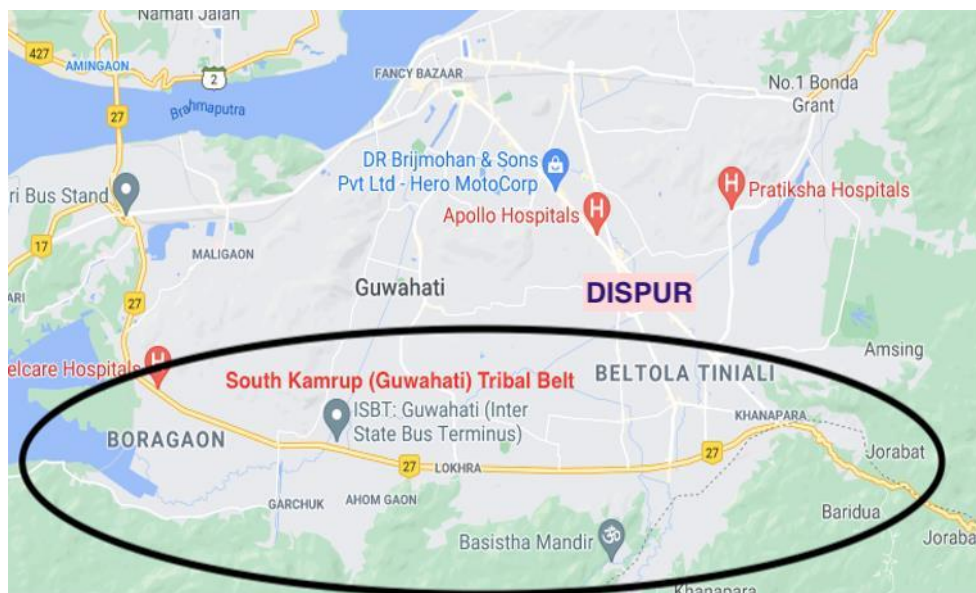 Namati Jalan
427
AMINGAON
2
FANCY BAZAAR
No.1 Bonda
Grant
Brahmaputra
27
DR Brijmohan & Sons
Pvt Ltd - Hero MotoCorp
ri Bus Stand
Apollo Hospitals
H
H
Pratiksha Hospitals
17
MALIGAON
Guwahati
DISPUR
27
ARI
elcare Hospitals
H
South Kamrup (Guwahati) Tribal Belt
BELTOLA TINIALI
Amsing
ISBT: Guwahati (Inter
State Bus Terminus)
KHANAPARA
BORAGAON
27
LOKHRA
27
Jorabat
GARCHUK
AHOM GAON
Baridua
Basistha Mandir
ॐ
Joraba
Khanapara